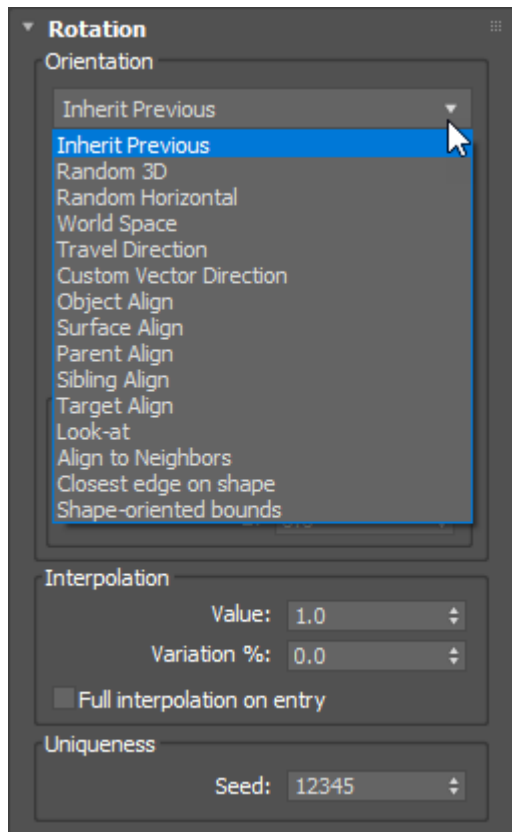 Rotation
Orientation
Inherit Previous
Inherit Previous
Random 3D
Random Horizontal
World Space
Travel Direction
Custom Vector Direction
Object Align
Surface Align
Parent Align
Sibling Align
Target Align
Look-at
Align to Neighbors
Closest edge on shape
Shape-oriented bounds
Interpolation
Value: 1.0
Variation %: 0.0
Full interpolation on entry
Uniqueness
Seed: 12345